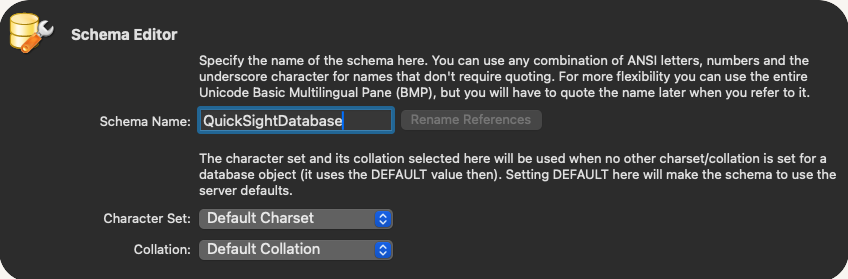 Schema Editor
Specify the name of the schema here. You can use any combination of ANSI letters, numbers and the
underscore character for names that don't require quoting. For more flexibility you can use the entire
Unicode Basic Multilingual Pane (BMP), but you will have to quote the name later when you refer to it.
Schema Name: QuickSightDatabase Rename References
The character set and its collation selected here will be used when no other charset/collation is set for a
database object (it uses the DEFAULT value then). Setting DEFAULT here will make the schema to use the
server defaults.
Character Set: Default Charset
Collation: Default Collation